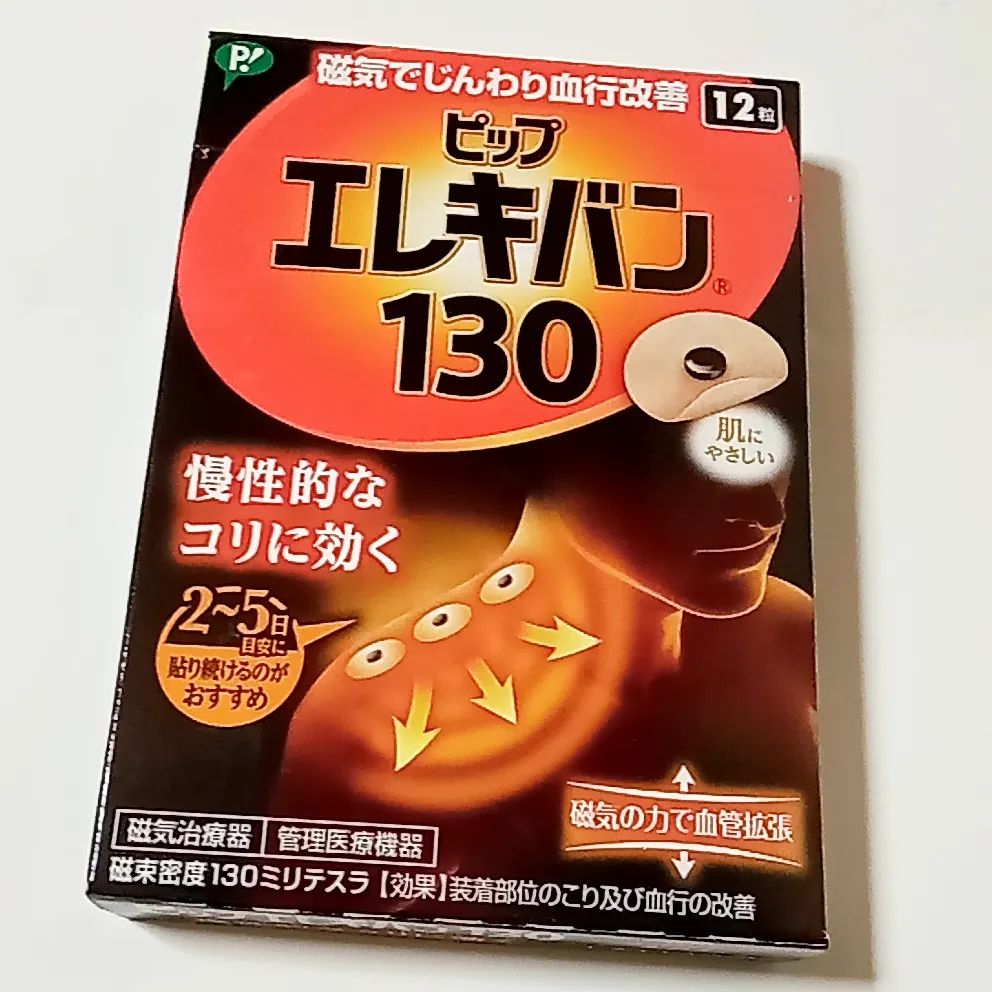 P!
磁気でじんわり血行改善
12粒
ピップ
エレキバン®
130
肌に
やさしい
慢性的な
コリに効く
2~5日
目安に
貼り続けるのが
おすすめ
磁気の力で血管拡張
磁気治療器 管理医療機器
磁束密度130ミリテスラ【効果】装着部位のこり及び血行の改善